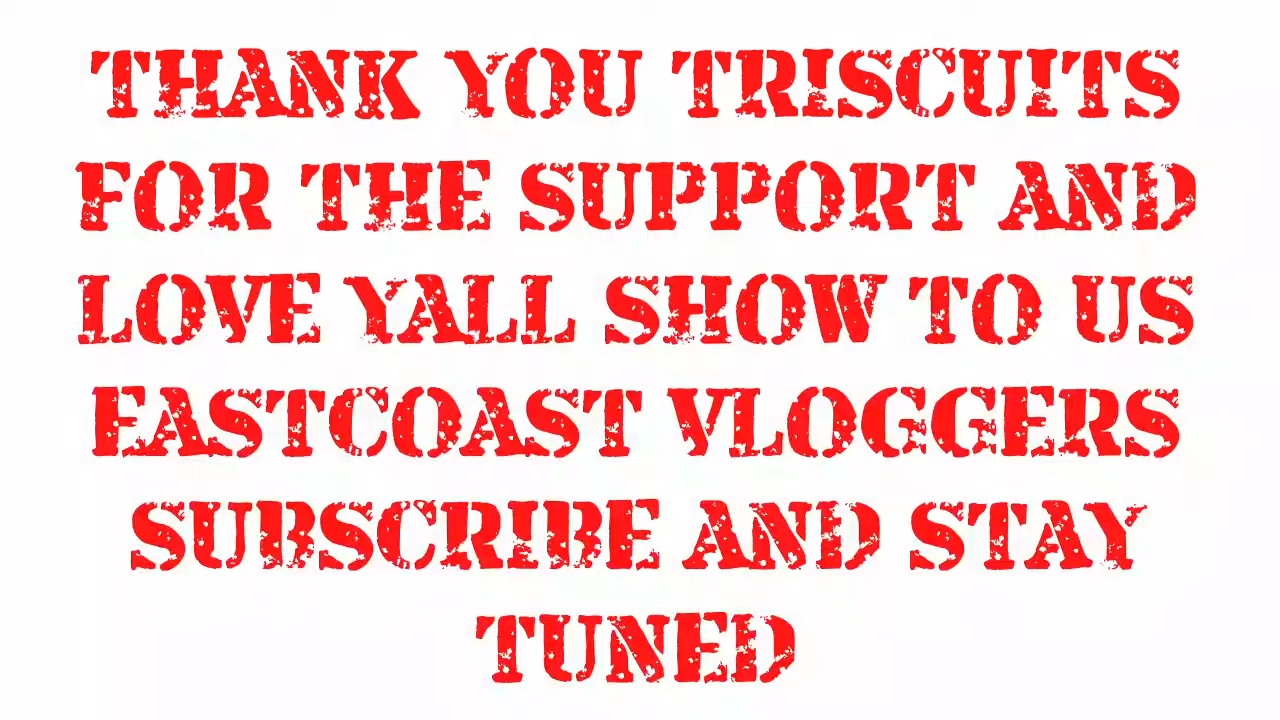 THANK YOU TRISCUITS
FOR THE SUPPORT AND
LOVE YALL SHOW TO US
EASTCOAST VLOGGERS
SUBSCRIBE AND STAY
TUNED